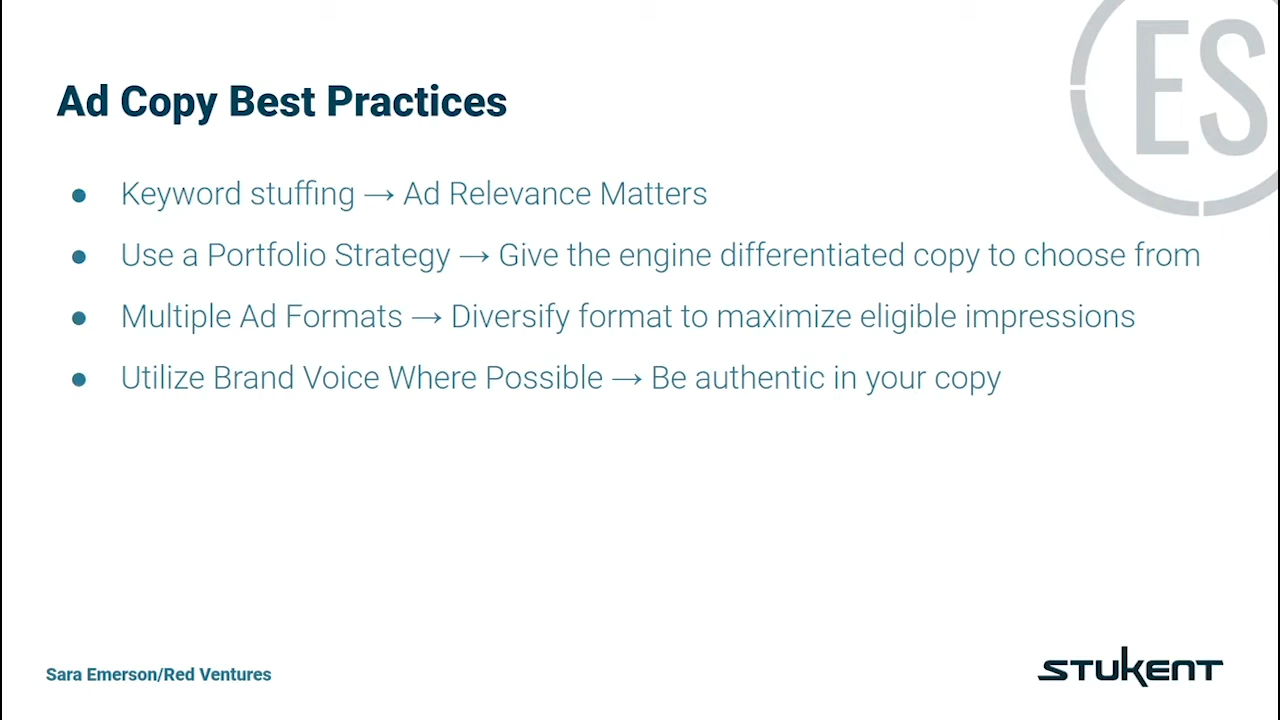 ES
Ad Copy Best Practices
● Keyword stuffing → Ad Relevance Matters
● Use a Portfolio Strategy → Give the engine differentiated copy to choose from
● Multiple Ad Formats → Diversify format to maximize eligible impressions
● Utilize Brand Voice Where Possible → Be authentic in your copy
Sara Emerson/Red Ventures
STUKENT